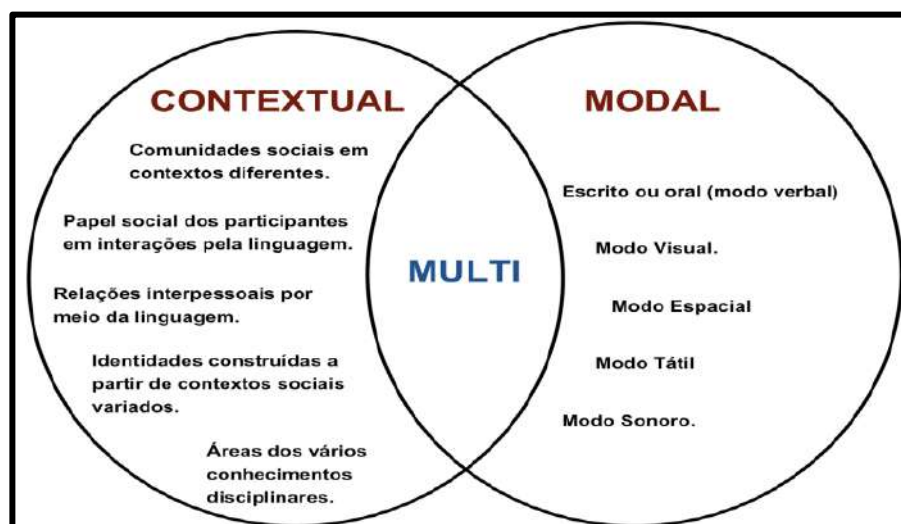 CONTEXTUAL
Comunidades sociais em
contextos diferentes.
Papel social dos participantes
em interações pela linguagem.
Relações interpessoais por
meio da linguagem.
Identidades construídas a
partir de contextos sociais
variados.
Áreas dos vários
conhecimentos
disciplinares.
MULTI
MODAL
Escrito ou oral (modo verbal)
Modo Visual.
Modo Espacial
Modo Tátil
Modo Sonoro.